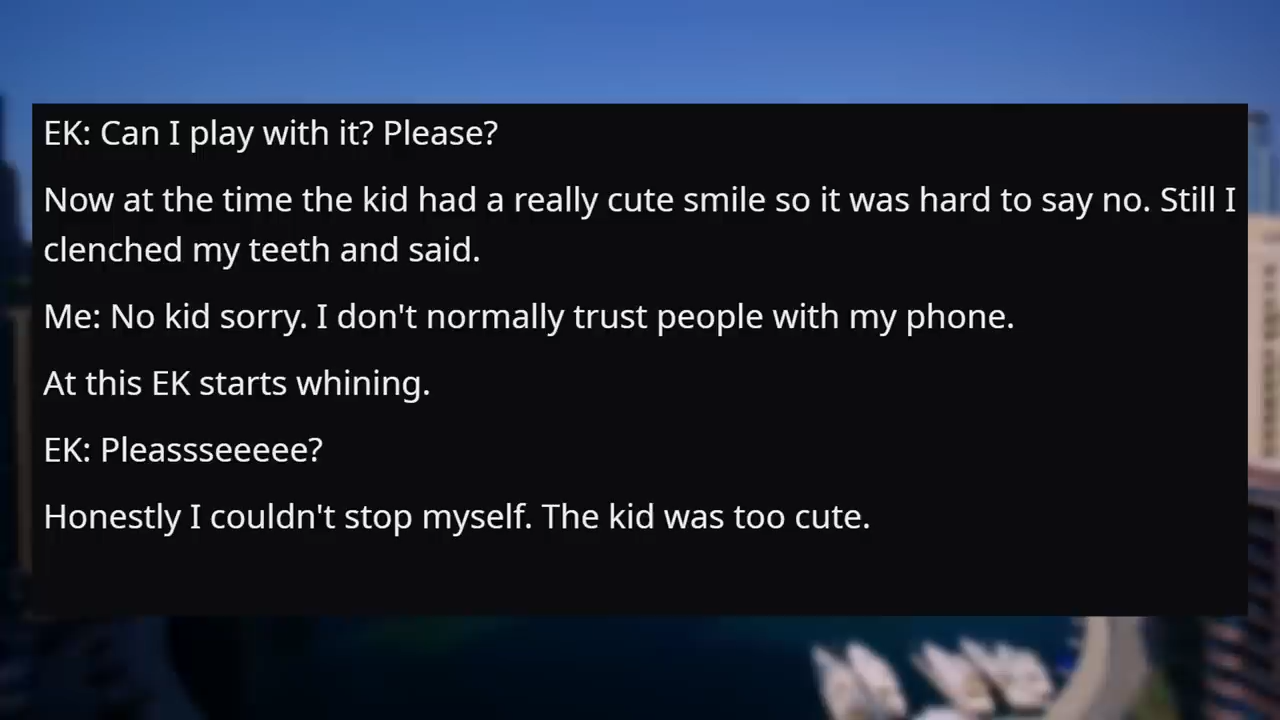 EK: Can I play with it? Please?
Now at the time the kid had a really cute smile so it was hard to say no. Still I
clenched my teeth and said.
Me: No kid sorry. I don't normally trust people with my phone.
At this EK starts whining.
EK: Pleassseeeee?
Honestly I couldn't stop myself. The kid was too cute.